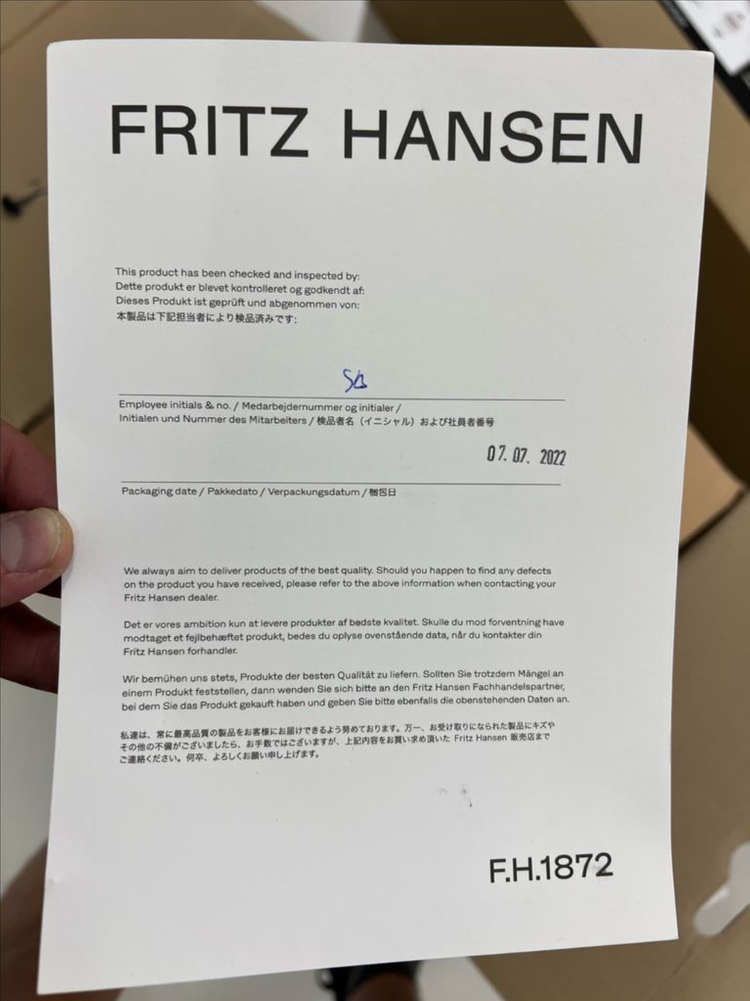 FRITZ HANSEN
This product has been checked and inspected by:
Dette produkt er blevet kontrolleret og godkendt af:
Dieses Produkt ist geprüft und abgenommen von:
本製品は下記担当者により検品済みです:
Employee initials & no. / Medarbejdernummer og initialer /
Initialen und Nummer des Mitarbeiters / 検品者名（イニシャル）および社員者番号
07. 07. 2022
Packaging date / Pakkedato / Verpackungsdatum / 梱包日
We always aim to deliver products of the best quality. Should you happen to find any defects
on the product you have received, please refer to the above information when contacting your
Fritz Hansen dealer.
Det er vores ambition kun at levere produkter af bedste kvalitet. Skulle du mod forventning have
modtaget et fejlbehæftet produkt, bedes du oplyse ovenstående data, når du kontakter din
Fritz Hansen forhandler.
Wir bemühen uns stets, Produkte der besten Qualität zu liefern. Sollten Sie trotzdem Mängel an
einem Produkt feststellen, dann wenden Sie sich bitte an den Fritz Hansen Fachhandelspartner,
bei dem Sie das Produkt gekauft haben und geben Sie bitte ebenfalls die obenstehenden Daten an.
私達は、常に最高品質の製品をお客様にお届けできるよう努めております。万一、お受け取りになられた製品にキズや
その他の不備がございましたら、お手数ではございますが、上記内容をお買い求め頂いた Fritz Hansen 販売店まで
ご連絡ください。何卒、よろしくお願い申し上げます。
F.H.1872